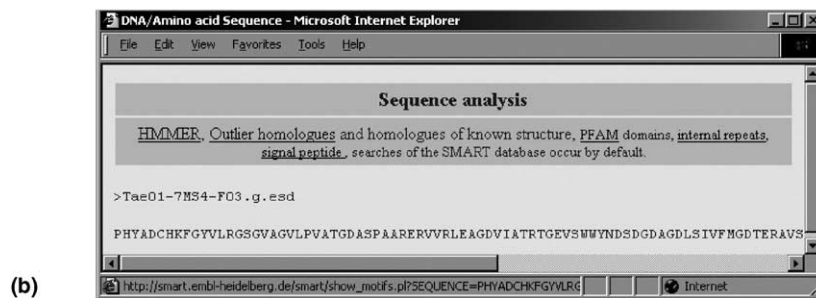 DNA/Amino acid Sequence - Microsoft Internet Explorer
File Edit View Favorites Tools Help
Sequence analysis
HMMER, Outlier homologues and homologues of known structure, PFAM domains, internal repeats,
signal peptide , searches of the SMART database occur by default.
>Tae01-7MS4-F03.g.esd
PHYADCHKFGYVLRGSGVAGVLPVATGDASPAARERVVRLEAGDVIATRTGEVSWWYNDSDGDAGDLSIVFMGDTERAVS
(b)
http://smart.embl-heidelberg.de/smart/show_motifs.pl?SEQUENCE=PHYADCHKFGYVLRG Internet